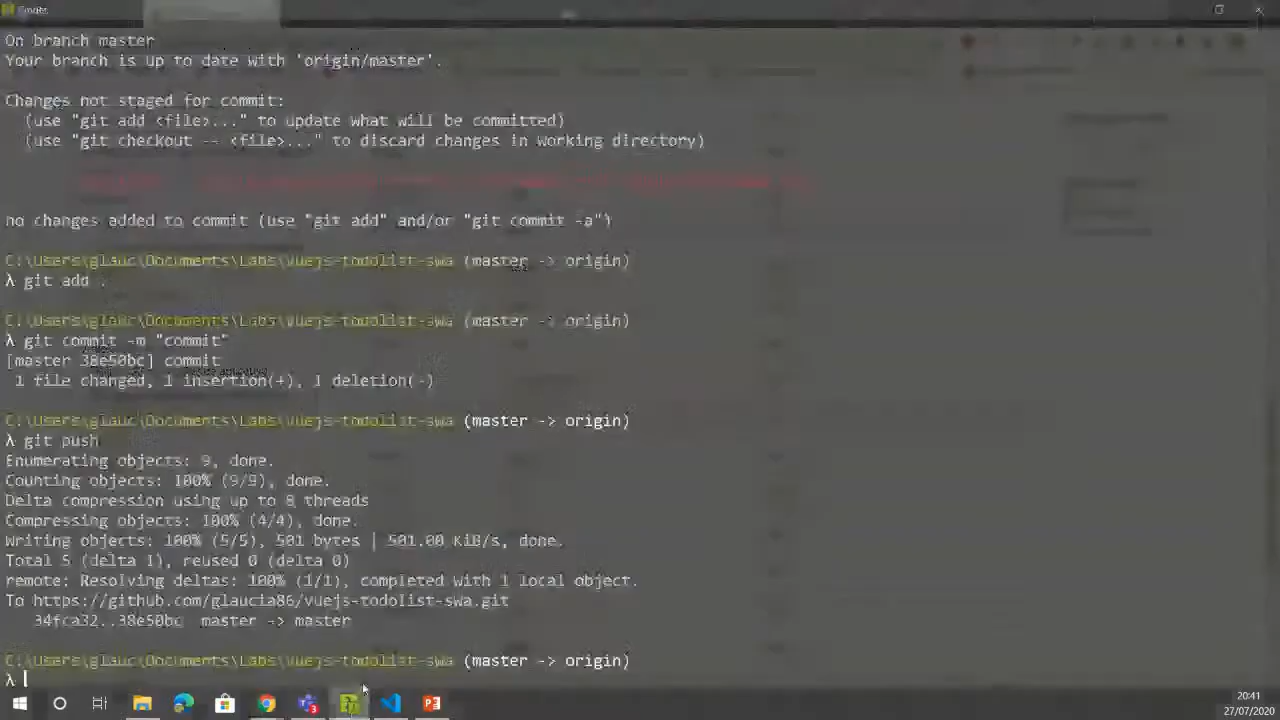 Cmder
On branch master
Your branch is up to date with 'origin/master'.
Changes not staged for commit:
(use "git add <file>..." to update what will be committed)
(use "git checkout -- <file>..." to discard changes in working directory)
no changes added to commit (use "git add" and/or "git commit -a")
C:\Users\glauc\Documents\Labs\vuejs-todolist-swa (master -> origin)
λ git add .
C:\Users\glauc\Documents\Labs\vuejs-todolist-swa (master -> origin)
λ git commit -m "commit"
[master 38e50bc] commit
1 file changed, 1 insertion(+), 1 deletion(-)
C:\Users\glauc\Documents\Labs\vuejs-todolist-swa (master -> origin)
λ git push
Enumerating objects: 9, done.
Counting objects: 100% (9/9), done.
Delta compression using up to 8 threads
Compressing objects: 100% (4/4), done.
Writing objects: 100% (5/5), 501 bytes | 501.00 KiB/s, done.
Total 5 (delta 1), reused 0 (delta 0)
remote: Resolving deltas: 100% (1/1), completed with 1 local object.
To https://github.com/glaucia86/vuejs-todolist-swa.git
34fca32..38e50bc master -> master
C:\Users\glauc\Documents\Labs\vuejs-todolist-swa (master -> origin)
λ
20:41
27/07/2020